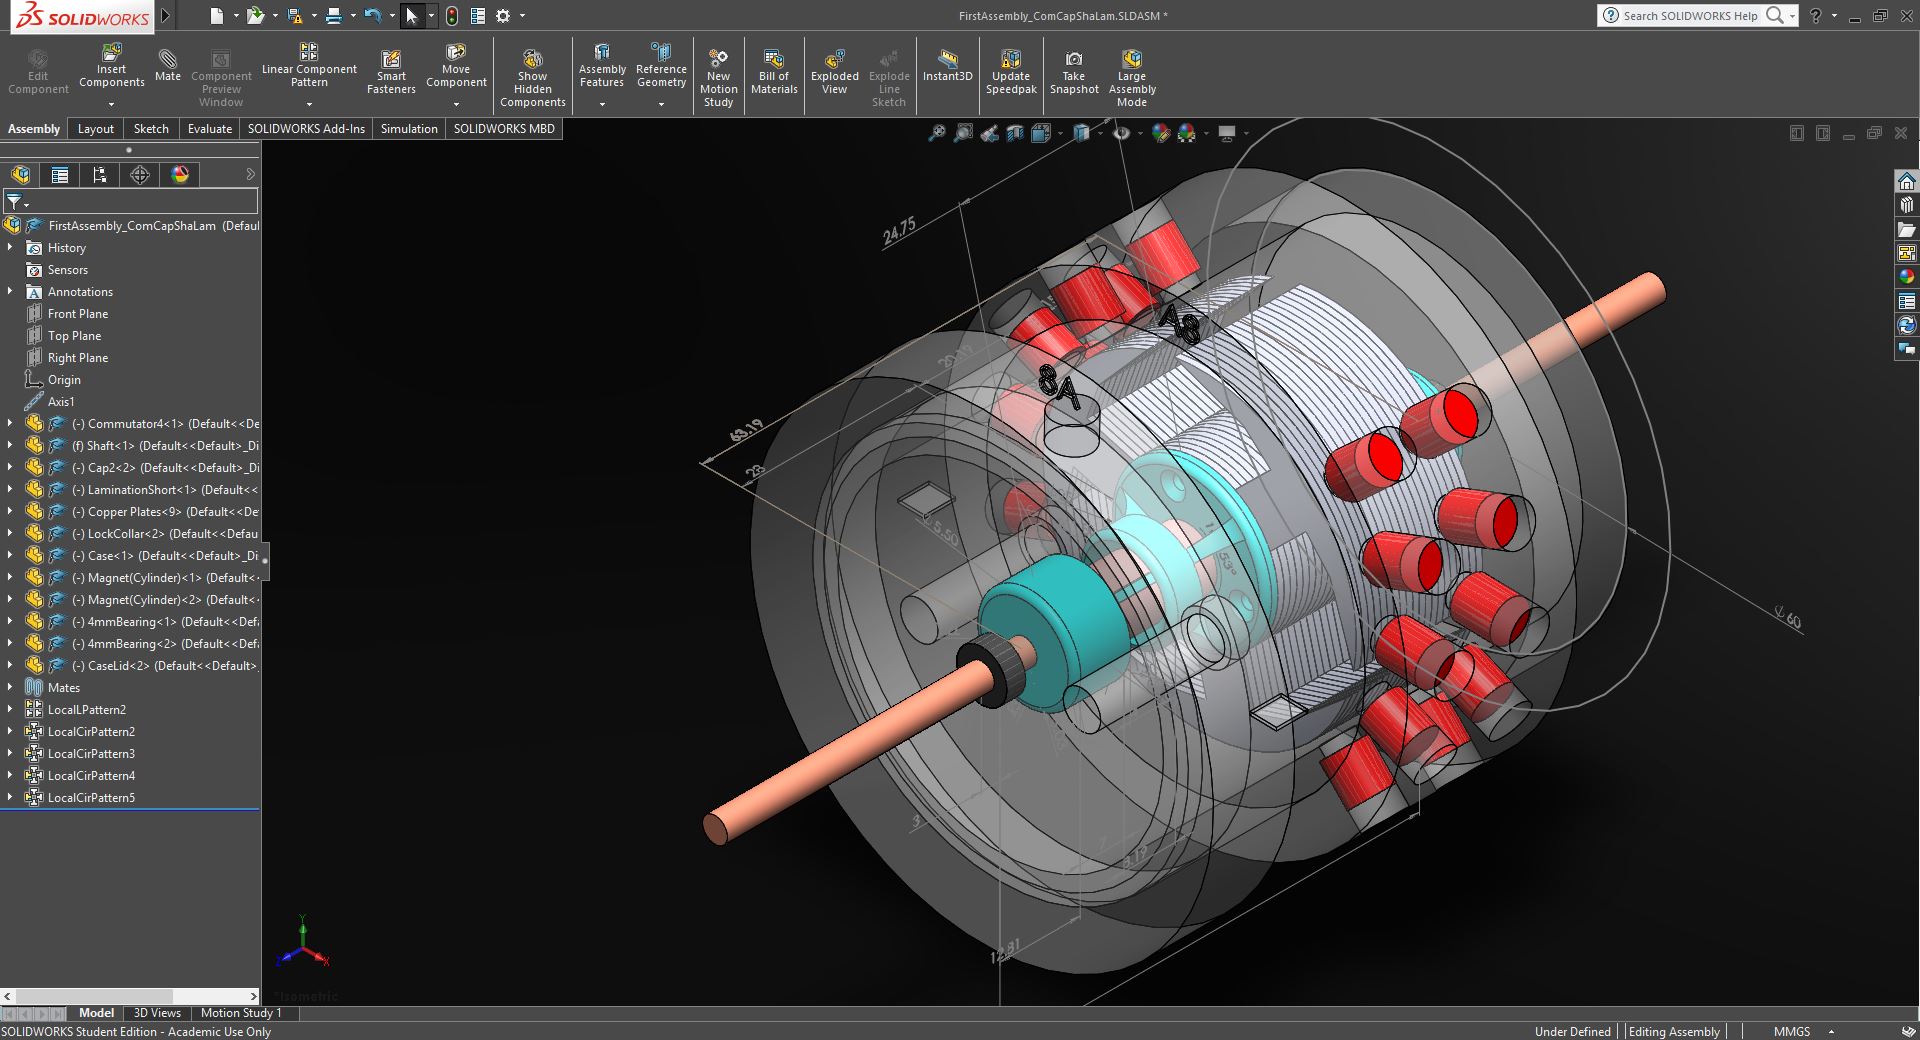 SOLIDWORKS
FirstAssembly_ComCapShaLam.SLDASM *
Search SOLIDWORKS Help
Edit Component
Insert Components
Mate
Component Preview Window
Linear Component Pattern
Smart Fasteners
Move Component
Show Hidden Components
Assembly Features
Reference Geometry
New Motion Study
Bill of Materials
Exploded View
Explode Line Sketch
Instant3D
Update Speedpak
Take Snapshot
Large Assembly Mode
Assembly Layout Sketch Evaluate SOLIDWORKS Add-Ins Simulation SOLIDWORKS MBD
FirstAssembly_ComCapShaLam (Defaul
History
Sensors
Annotations
Front Plane
Top Plane
Right Plane
Origin
Axis1
(-) Commutator4<1> (Default<<De
(f) Shaft<1> (Default<<Default>_Di
(-) Cap2<2> (Default<<Default>_Di
(-) LaminationShort<1> (Default<<
(-) Copper Plates<9> (Default<<De
(-) LockCollar<2> (Default<<Defau
(-) Case<1> (Default<<Default>_Di
(-) Magnet(Cylinder)<1> (Default<
(-) Magnet(Cylinder)<2> (Default<
(-) 4mmBearing<1> (Default<<Def
(-) 4mmBearing<2> (Default<<Def
(-) CaseLid<2> (Default<<Default>
Mates
LocalLPattern2
LocalCirPattern2
LocalCirPattern3
LocalCirPattern4
LocalCirPattern5
24.75
63.19
23
5.50
53°
60
3
7
8.19
12.81
8A
A8
Y
Z
X
*Isometric
Model 3D Views Motion Study 1
SOLIDWORKS Student Edition - Academic Use Only
Under Defined Editing Assembly MMGS